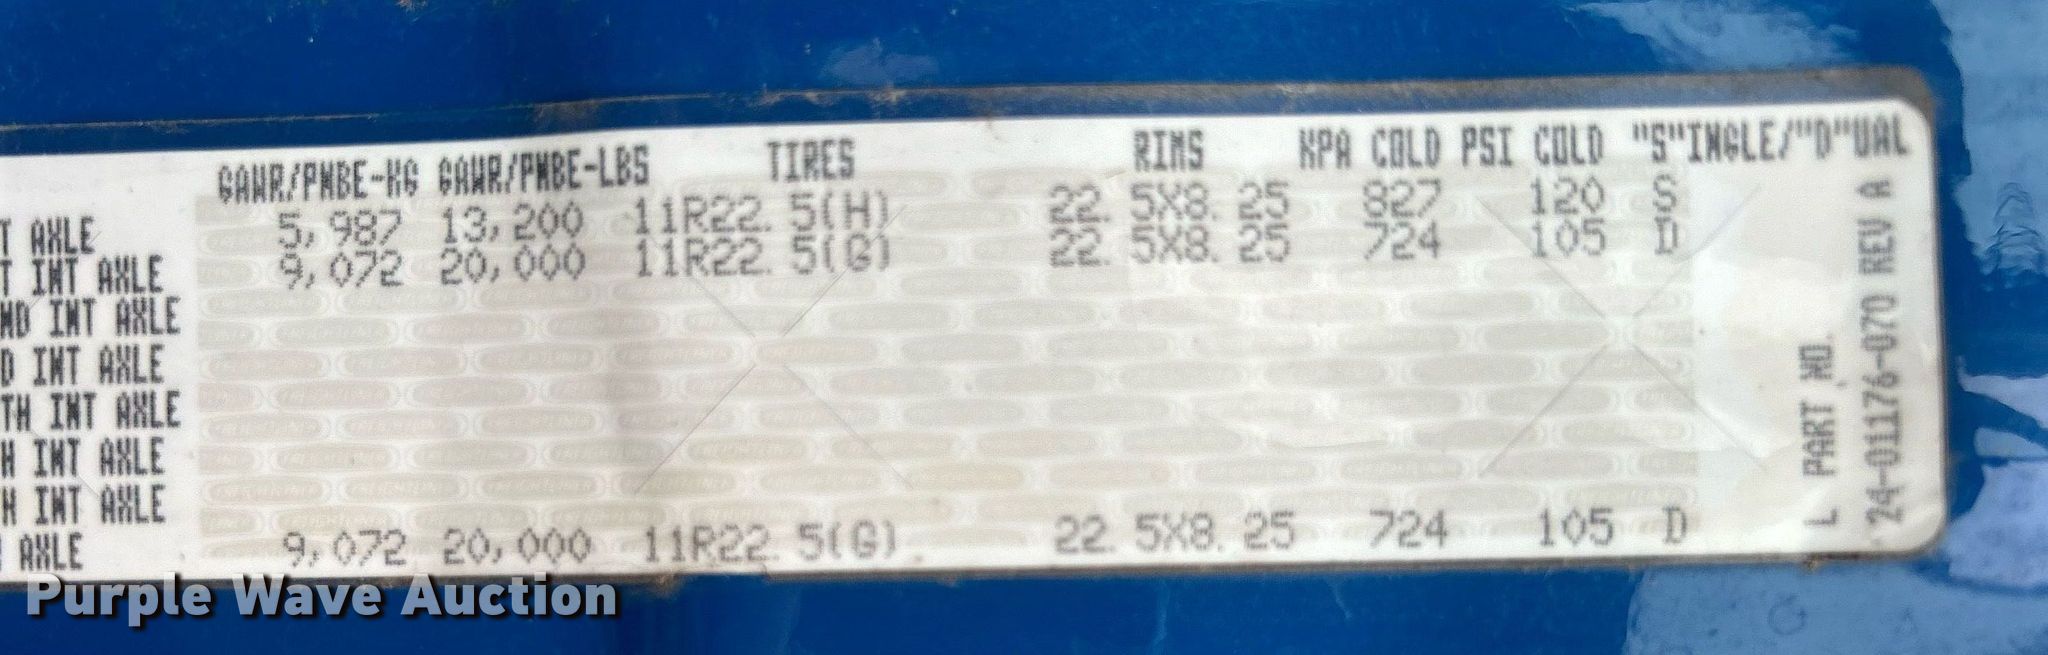 GAWR/PNBE-KG GAWR/PNBE-LBS TIRES RIMS KPA COLD PSI COLD "S"INGLE/"D"UAL
T AXLE 5,987 13,200 11R22.5(H) 22.5X8.25 827 120 S
T INT AXLE 9,072 20,000 11R22.5(G) 22.5X8.25 724 105 D
ND INT AXLE
D INT AXLE
TH INT AXLE
H INT AXLE
H INT AXLE
AXLE 9,072 20,000 11R22.5(G) 22.5X8.25 724 105 D
L PART NO.
24-01176-070 REV A
Purple Wave Auction